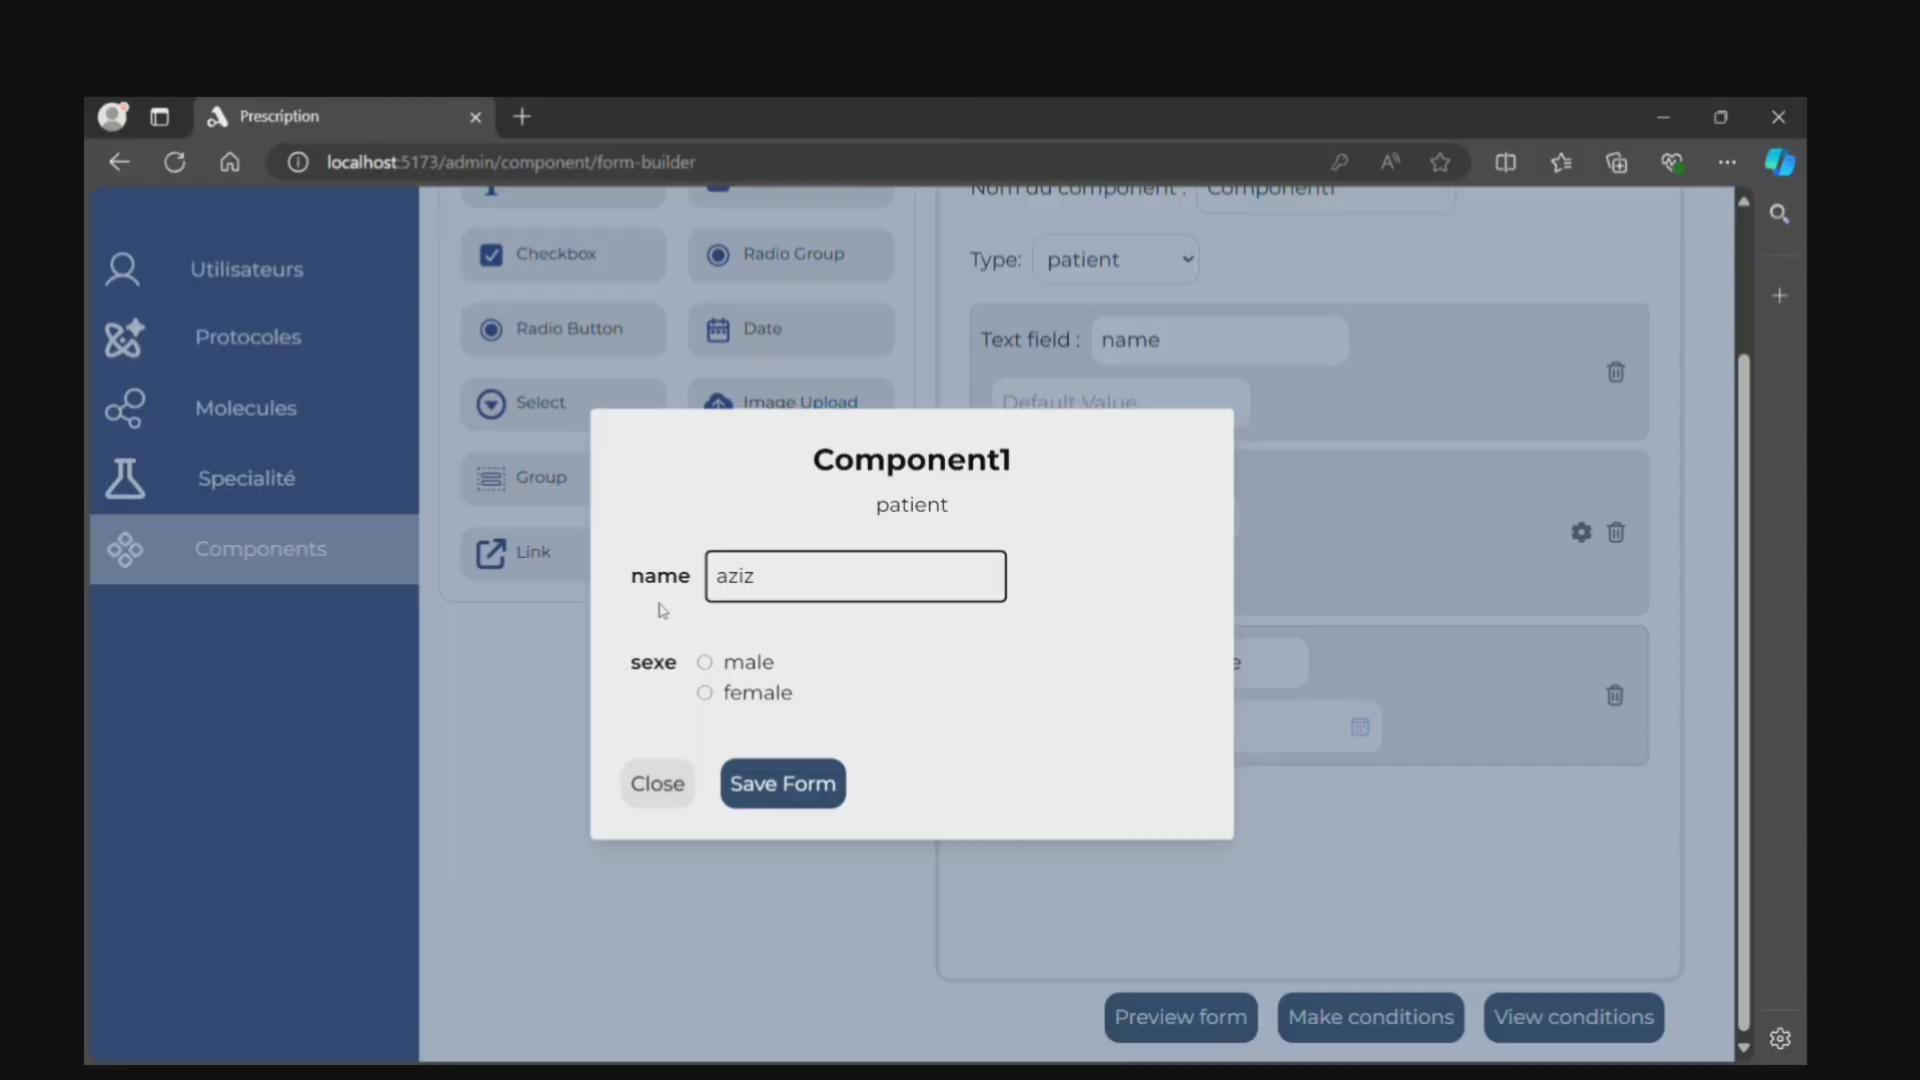 Prescription
localhost:5173/admin/component/form-builder
Utilisateurs
Protocoles
Molecules
Specialité
Components
Checkbox
Radio Group
Radio Button
Date
Select
Image Upload
Group
Link
Nom du component : Component1
Type: patient
Text field : name
Default Value
Component1
patient
name aziz
sexe male
female
Close
Save Form
Preview form
Make conditions
View conditions